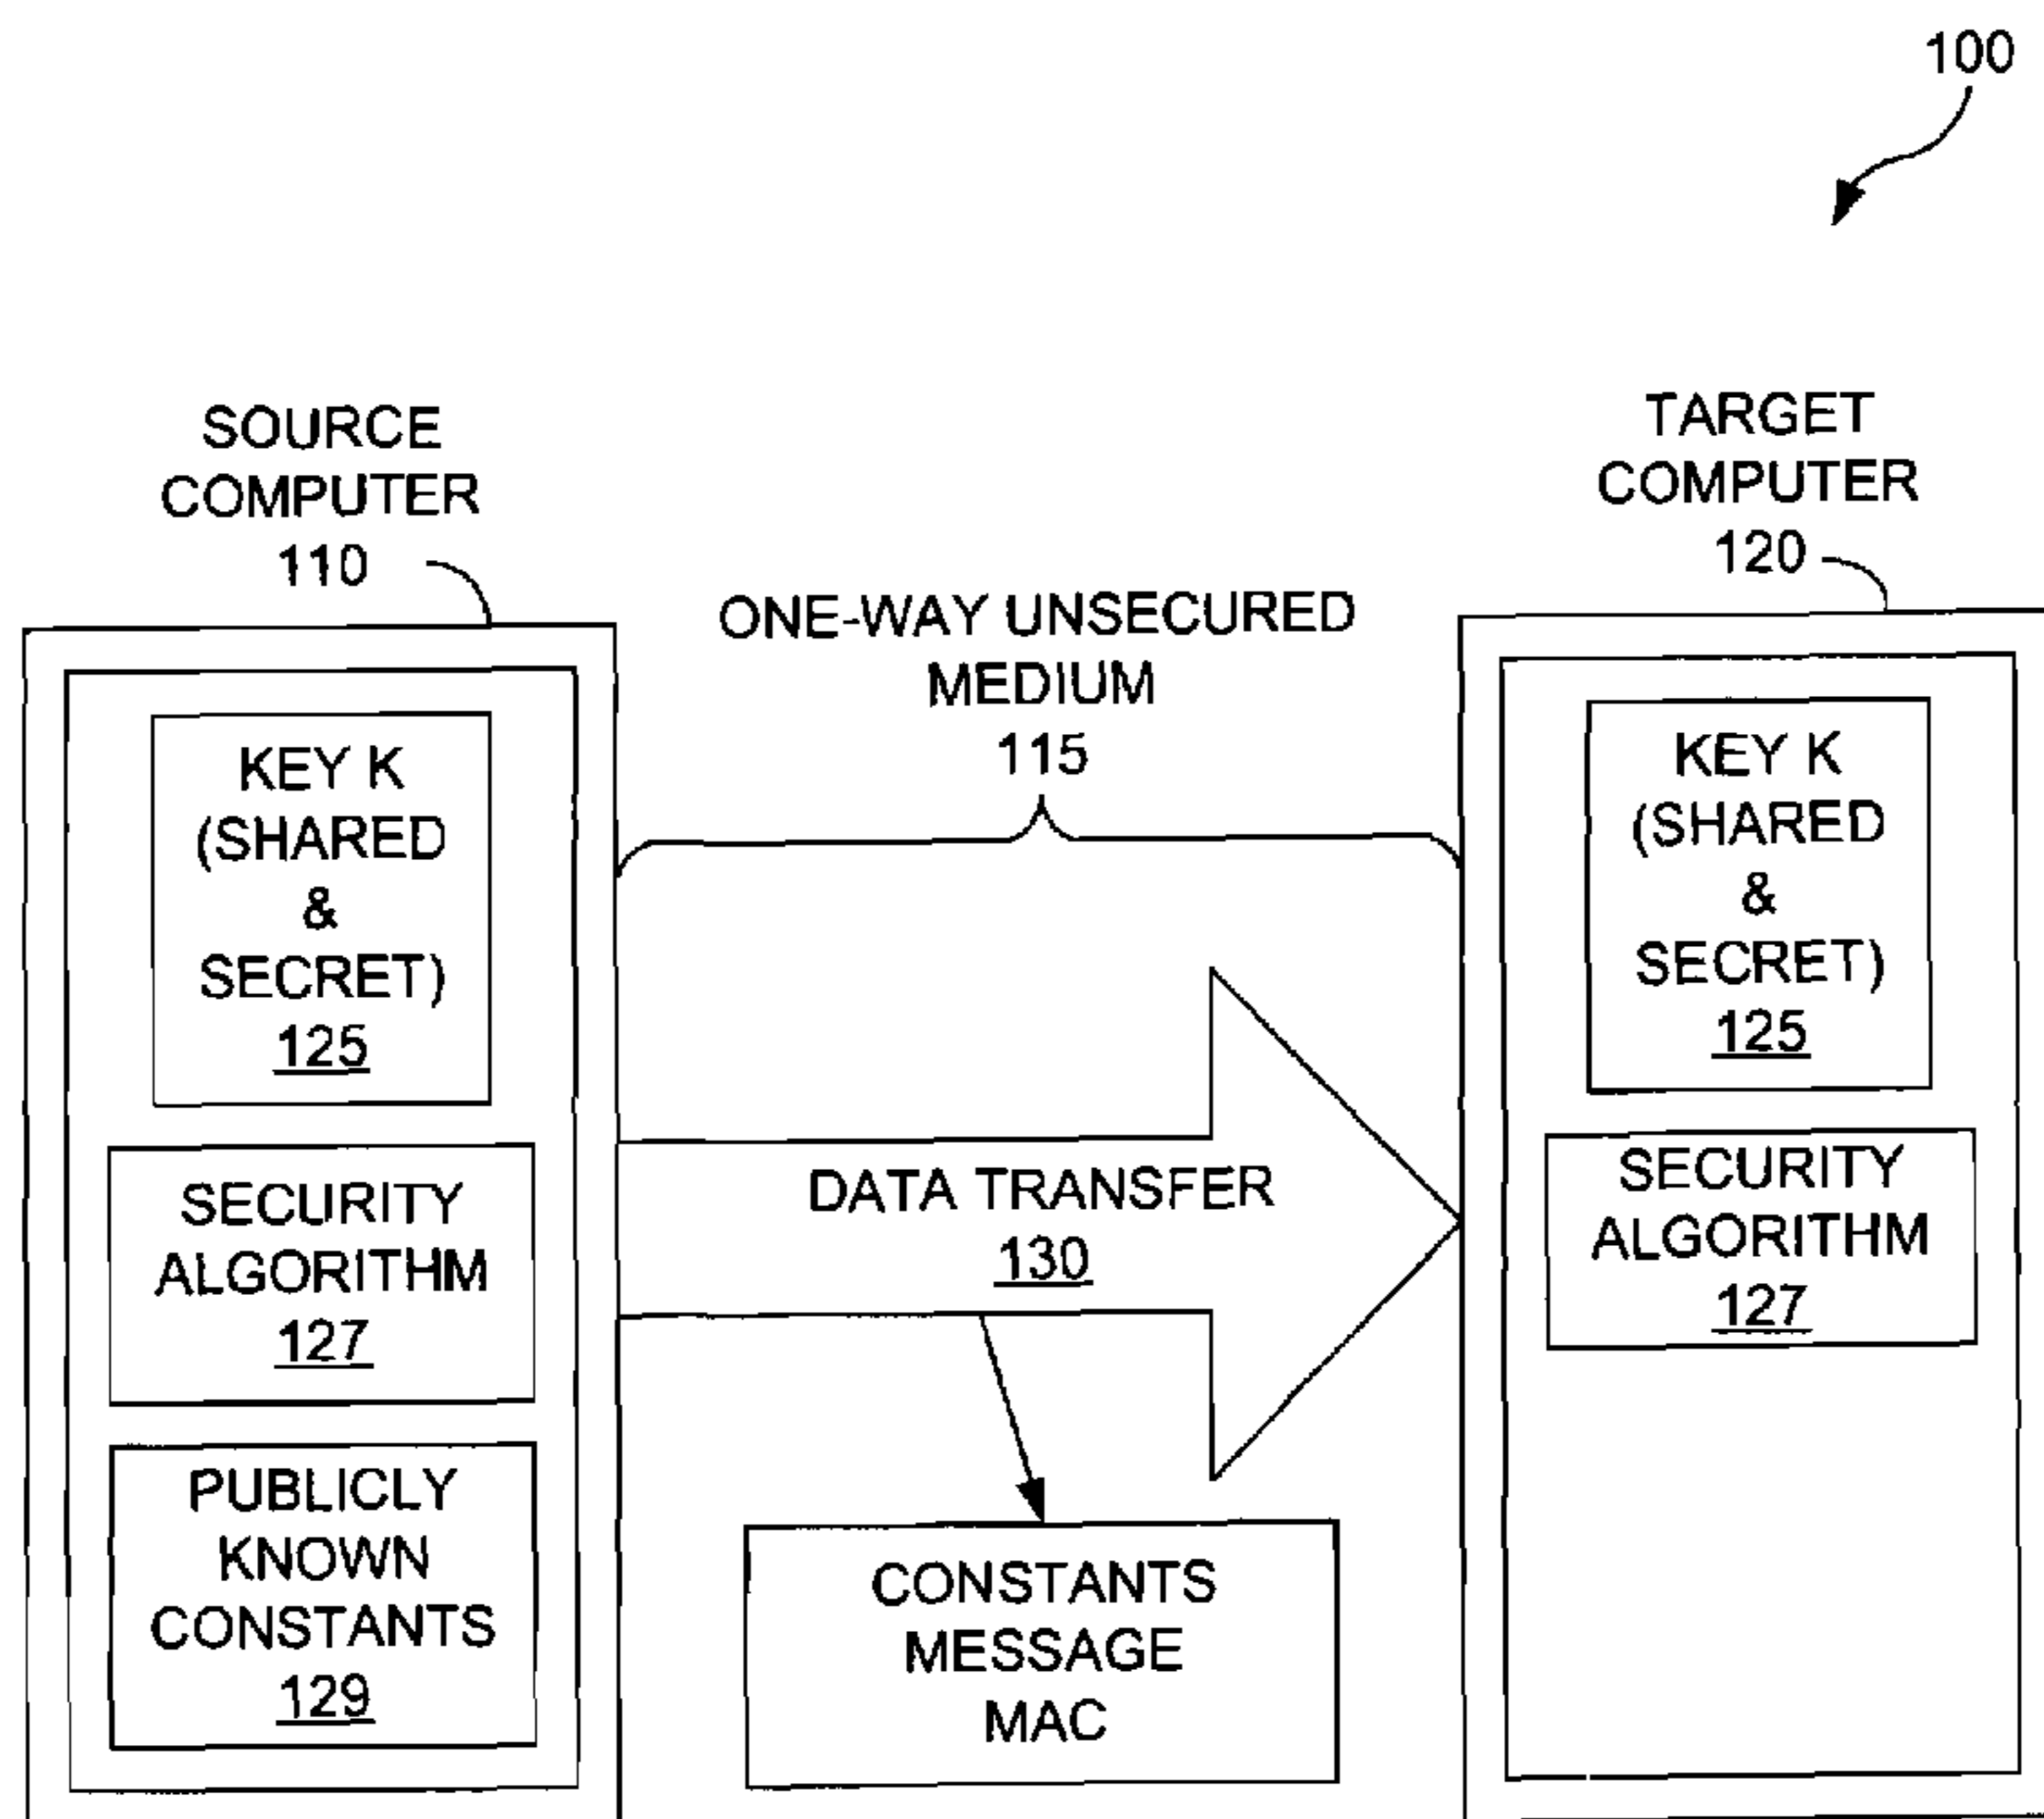 100
SOURCE
COMPUTER
110
ONE-WAY UNSECURED
MEDIUM
115
TARGET
COMPUTER
120
KEY K
(SHARED
&
SECRET)
125
SECURITY
ALGORITHM
127
PUBLICLY
KNOWN
CONSTANTS
129
DATA TRANSFER
130
CONSTANTS
MESSAGE
MAC
KEY K
(SHARED
&
SECRET)
125
SECURITY
ALGORITHM
127